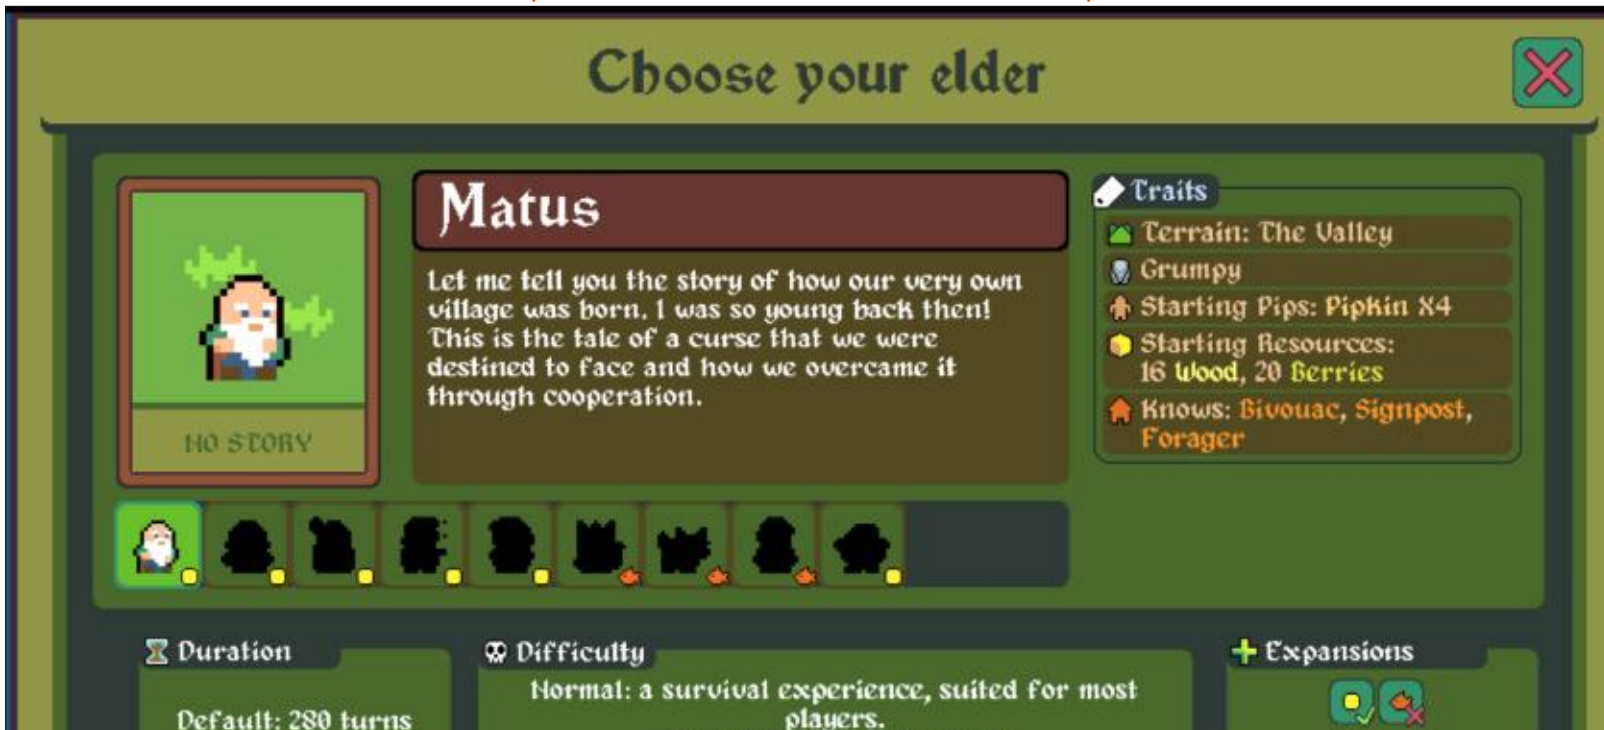 Choose your elder
Matus
Let me tell you the story of how our very own
village was born. I was so young back then!
This is the tale of a curse that we were
destined to face and how we overcame it
through cooperation.
NO STORY
Traits
Terrain: The Valley
Grumpy
Starting Pips: Pipkin X4
Starting Resources:
16 Wood, 20 Berries
Knows: Bivouac, Signpost,
Forager
Duration
Default: 280 turns
Difficulty
Normal: a survival experience, suited for most
players.
Expansions